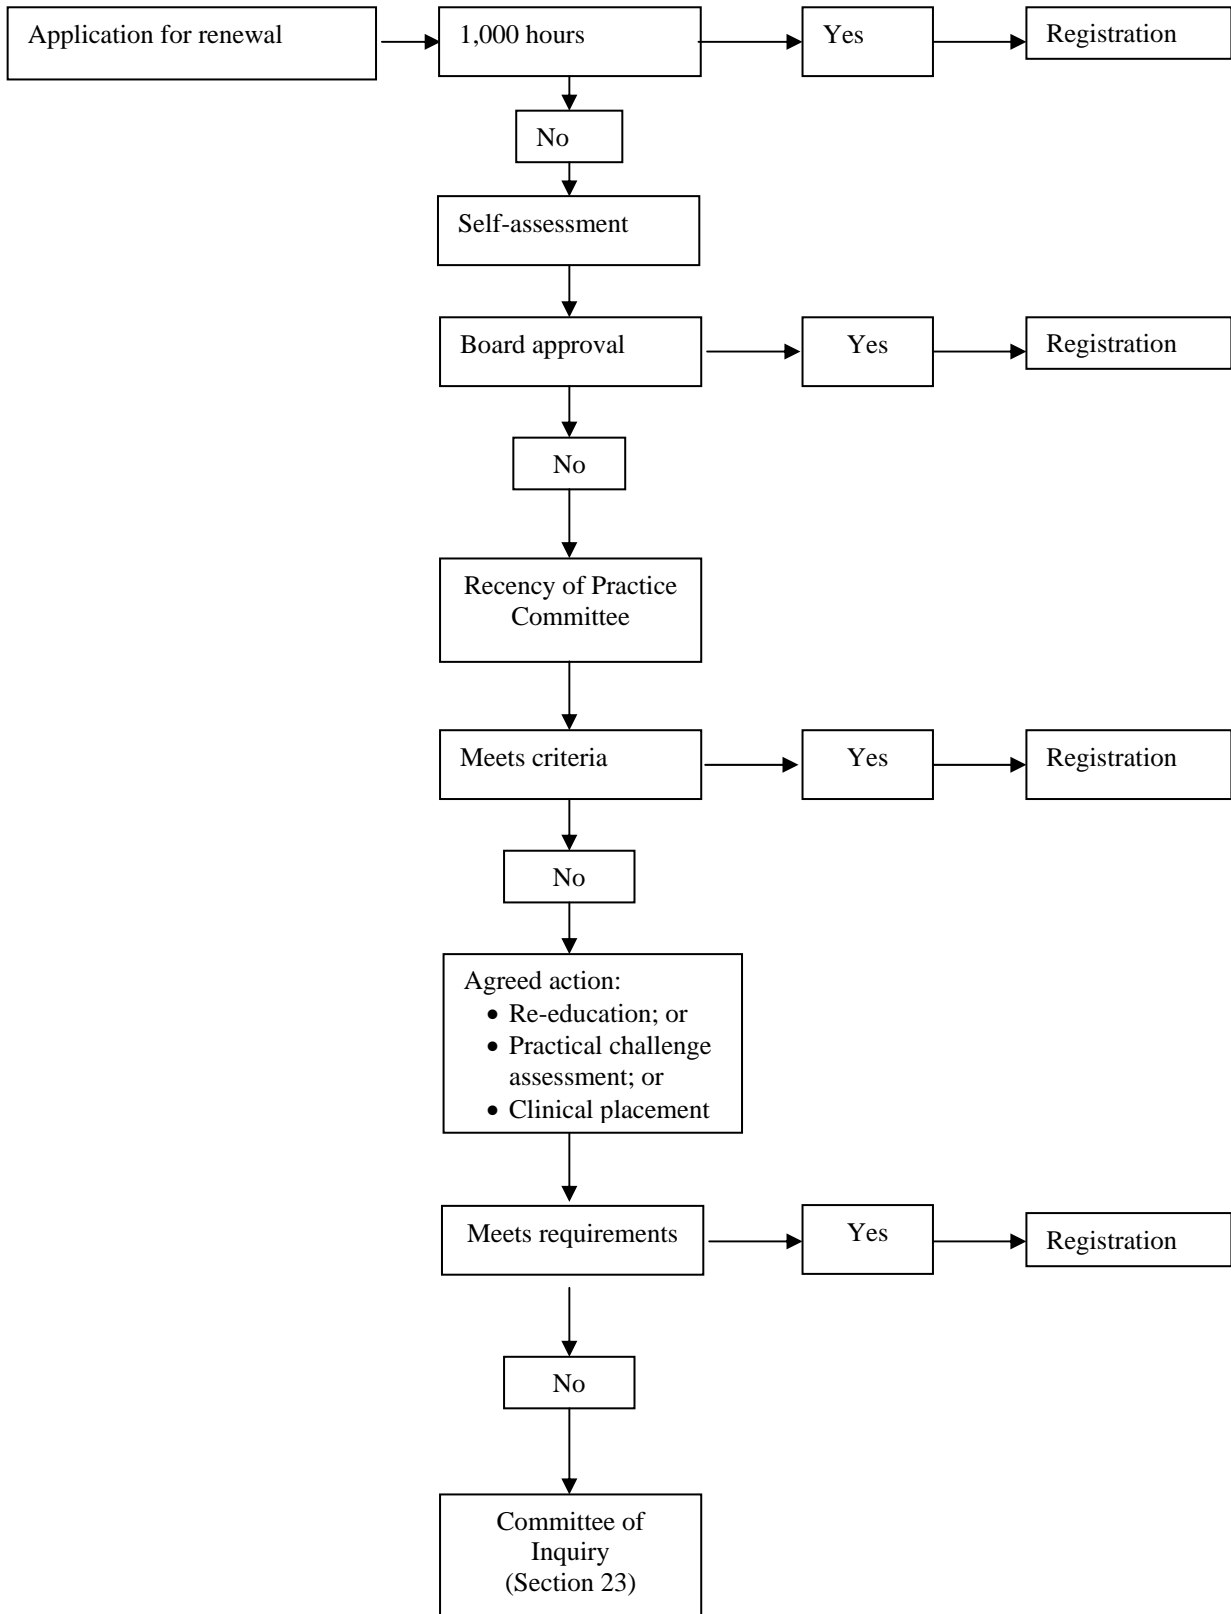 Application for renewal
1,000 hours
Yes
Registration
No
Self-assessment
Board approval
Yes
Registration
No
Recency of Practice
Committee
Meets criteria
Yes
Registration
No
Agreed action:
• Re-education; or
• Practical challenge
assessment; or
• Clinical placement
Meets requirements
Yes
Registration
No
Committee of
Inquiry
(Section 23)